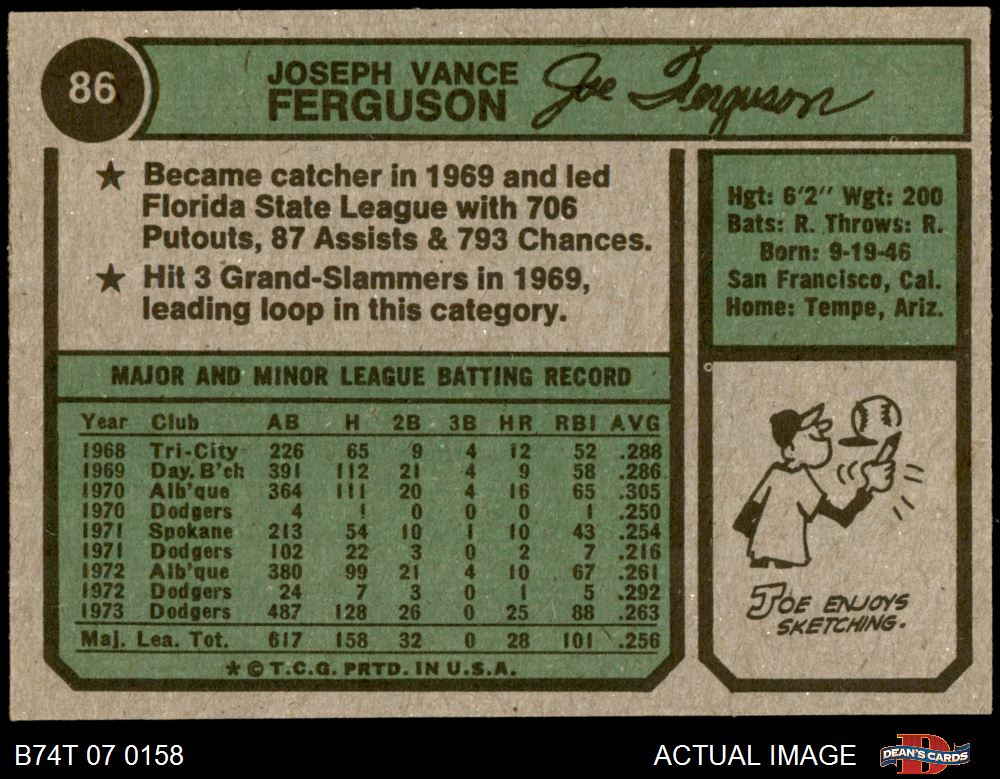 86
JOSEPH VANCE
FERGUSON
Joe Ferguson
★ Became catcher in 1969 and led
Florida State League with 706
Putouts, 87 Assists & 793 Chances.
★ Hit 3 Grand-Slammers in 1969,
leading loop in this category.
Hgt: 6'2" Wgt: 200
Bats: R. Throws: R.
Born: 9-19-46
San Francisco, Cal.
Home: Tempe, Ariz.
MAJOR AND MINOR LEAGUE BATTING RECORD
Year Club AB H 2B 3B HR RBI AVG
1968 Tri-City 226 65 9 4 12 52 .288
1969 Day. B'ch 391 112 21 4 9 58 .286
1970 Alb'que 364 111 20 4 16 65 .305
1970 Dodgers 4 1 0 0 0 1 .250
1971 Spokane 213 54 10 1 10 43 .254
1971 Dodgers 102 22 3 0 2 7 .216
1972 Alb'que 380 99 21 4 10 67 .261
1972 Dodgers 24 7 3 0 1 5 .292
1973 Dodgers 487 128 26 0 25 88 .263
Maj. Lea. Tot. 617 158 32 0 28 101 .256
* © T.C.G. PRTD. IN U.S.A.
JOE ENJOYS
SKETCHING.
B74T 07 0158
ACTUAL IMAGE
DEAN'S CARDS